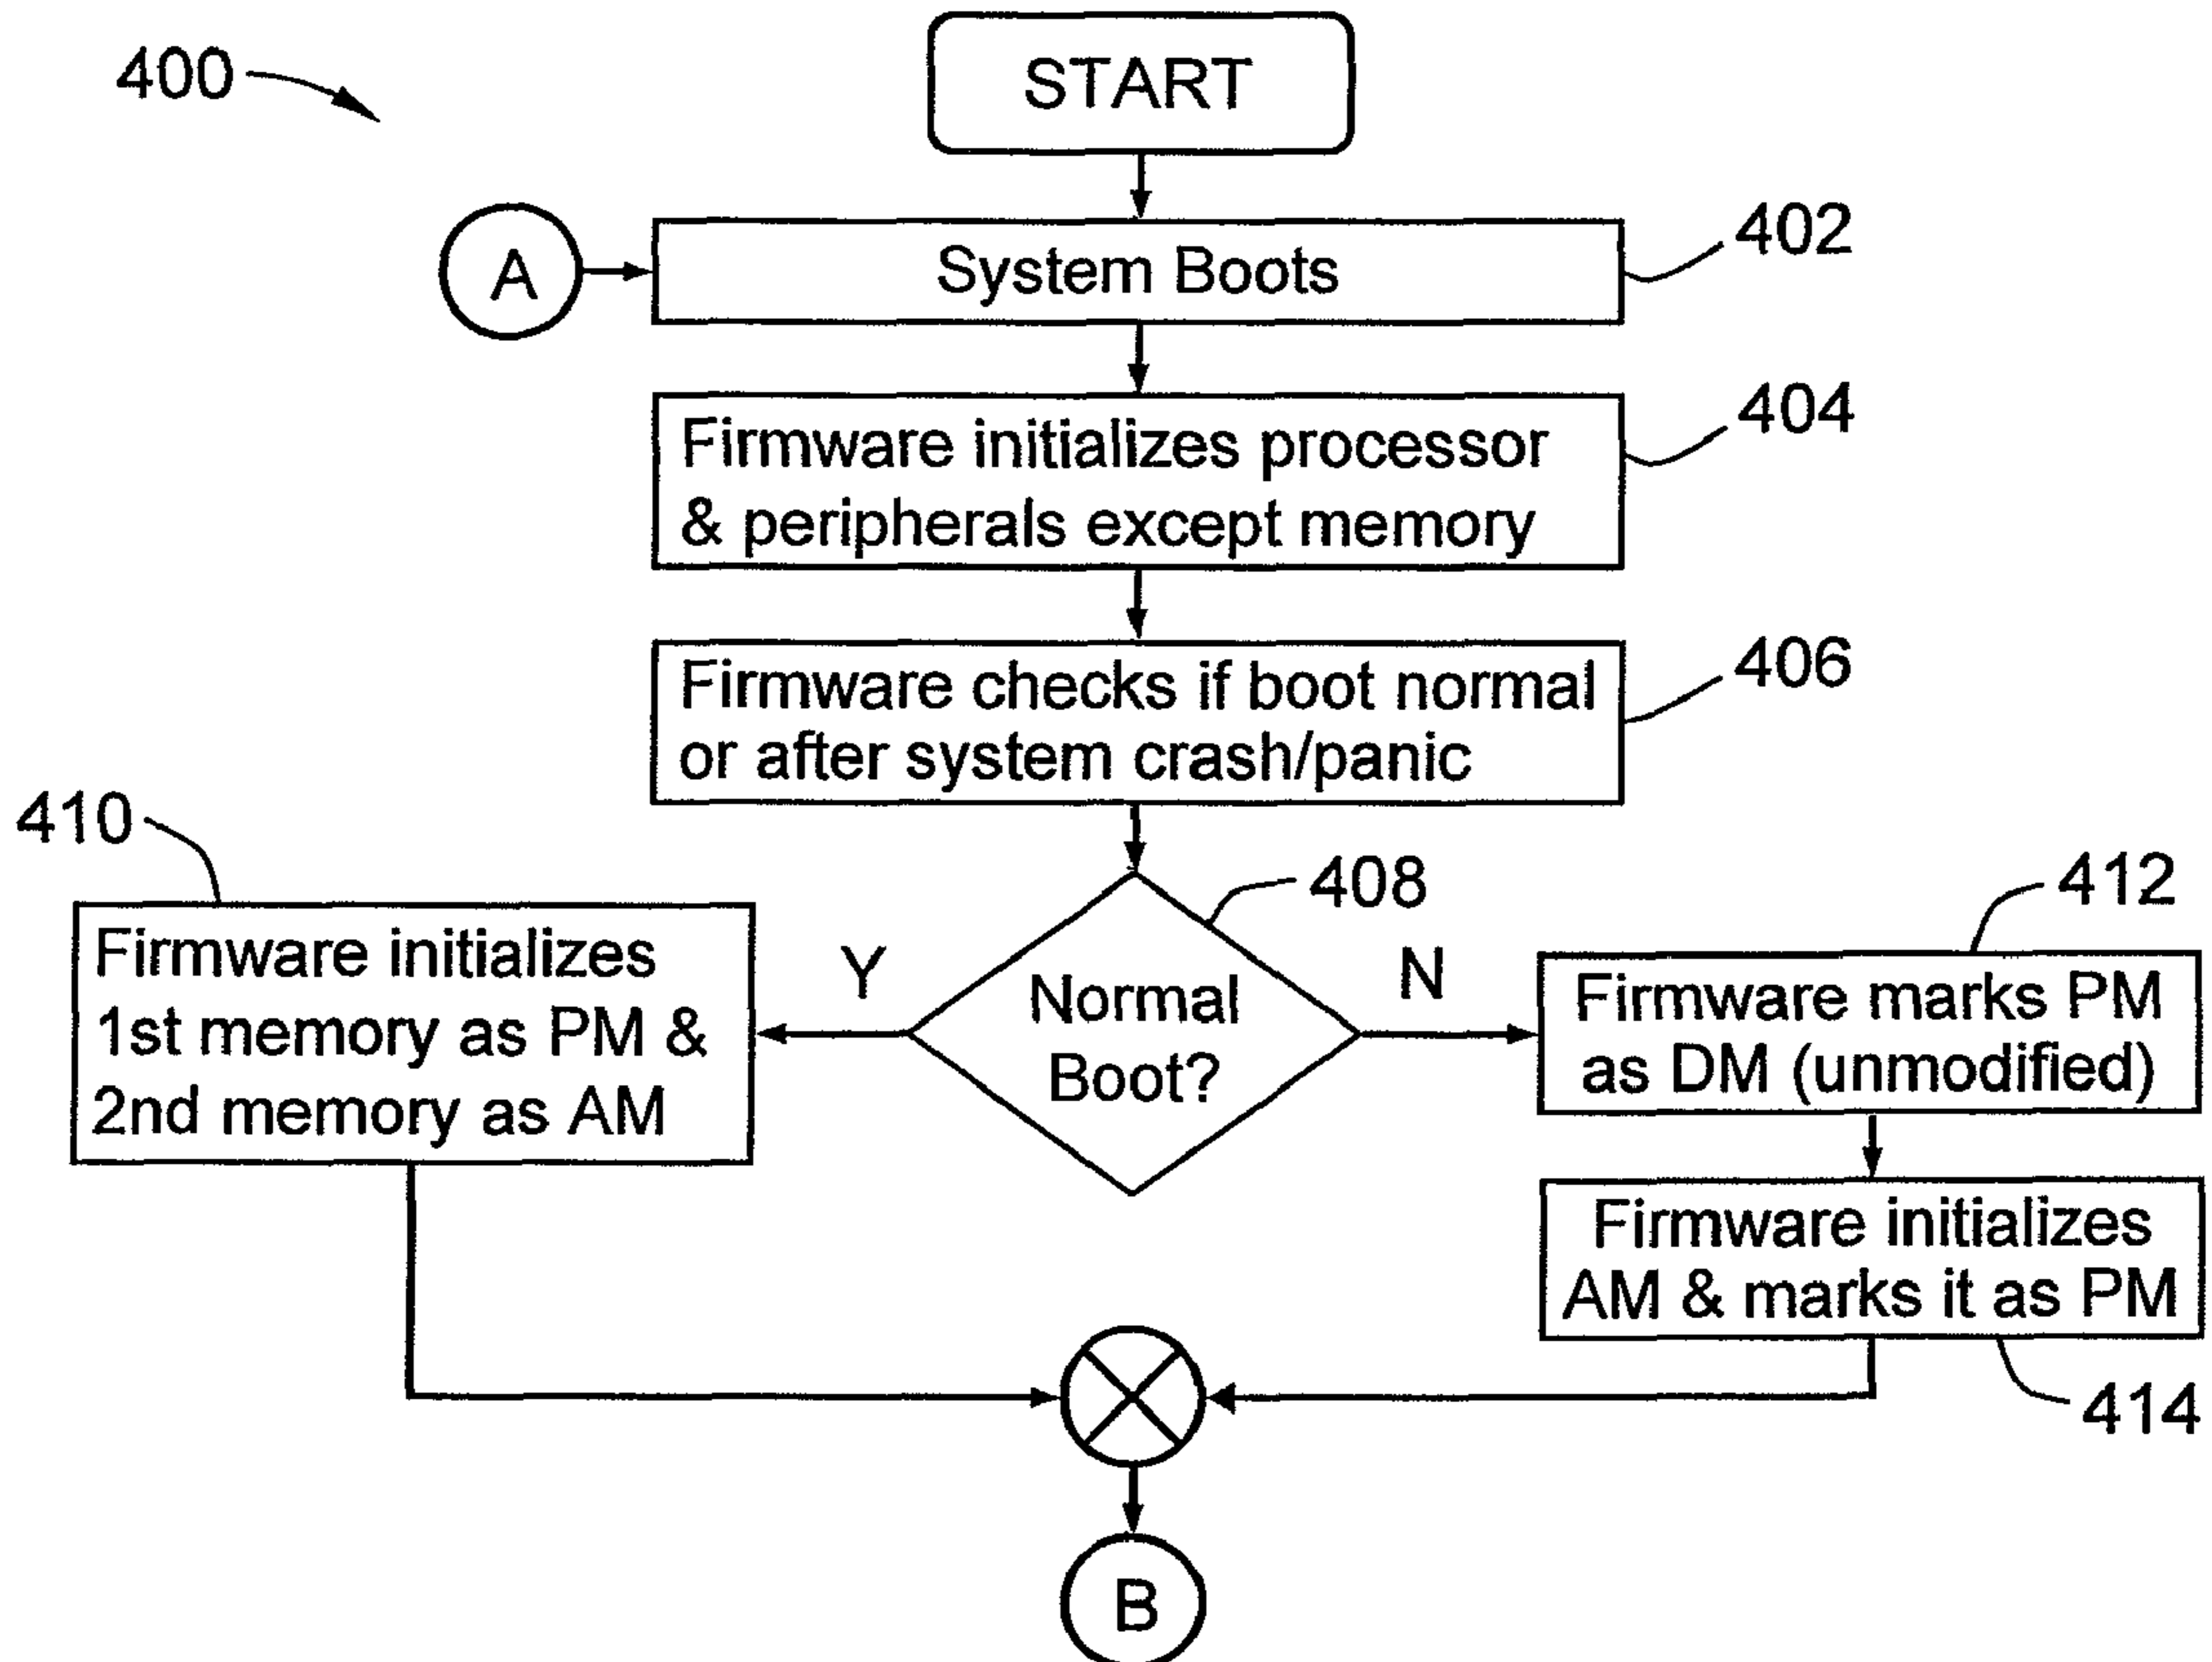 400
START
A
System Boots
402
Firmware initializes processor
& peripherals except memory
404
Firmware checks if boot normal
or after system crash/panic
406
410
408
412
Firmware initializes
1st memory as PM &
2nd memory as AM
Y
Normal
Boot?
N
Firmware marks PM
as DM (unmodified)
Firmware initializes
AM & marks it as PM
414
B